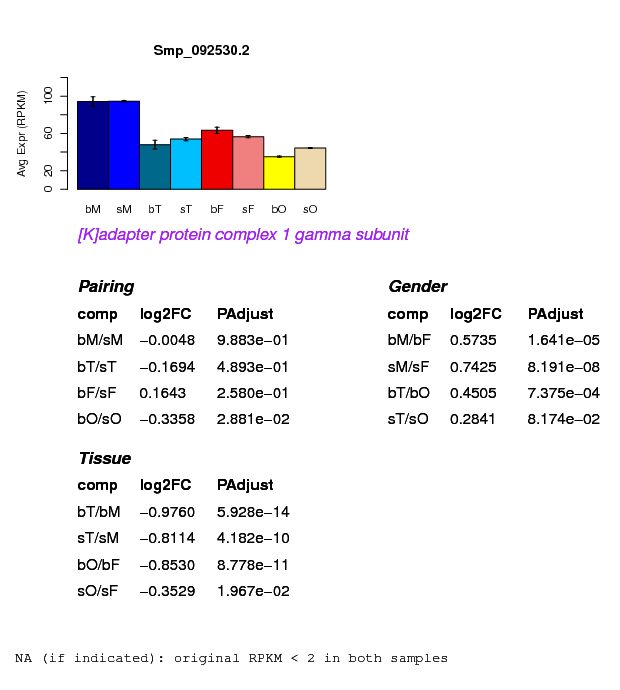 Smp_092530.2
Avg Expr (RPKM)
100
60
20
0
bM sM bT sT bF sF bO sO
[K]adapter protein complex 1 gamma subunit
Pairing
comp log2FC PAdjust
bM/sM −0.0048 9.883e−01
bT/sT −0.1694 4.893e−01
bF/sF 0.1643 2.580e−01
bO/sO −0.3358 2.881e−02
Gender
comp log2FC PAdjust
bM/bF 0.5735 1.641e−05
sM/sF 0.7425 8.191e−08
bT/bO 0.4505 7.375e−04
sT/sO 0.2841 8.174e−02
Tissue
comp log2FC PAdjust
bT/bM −0.9760 5.928e−14
sT/sM −0.8114 4.182e−10
bO/bF −0.8530 8.778e−11
sO/sF −0.3529 1.967e−02
NA (if indicated): original RPKM < 2 in both samples